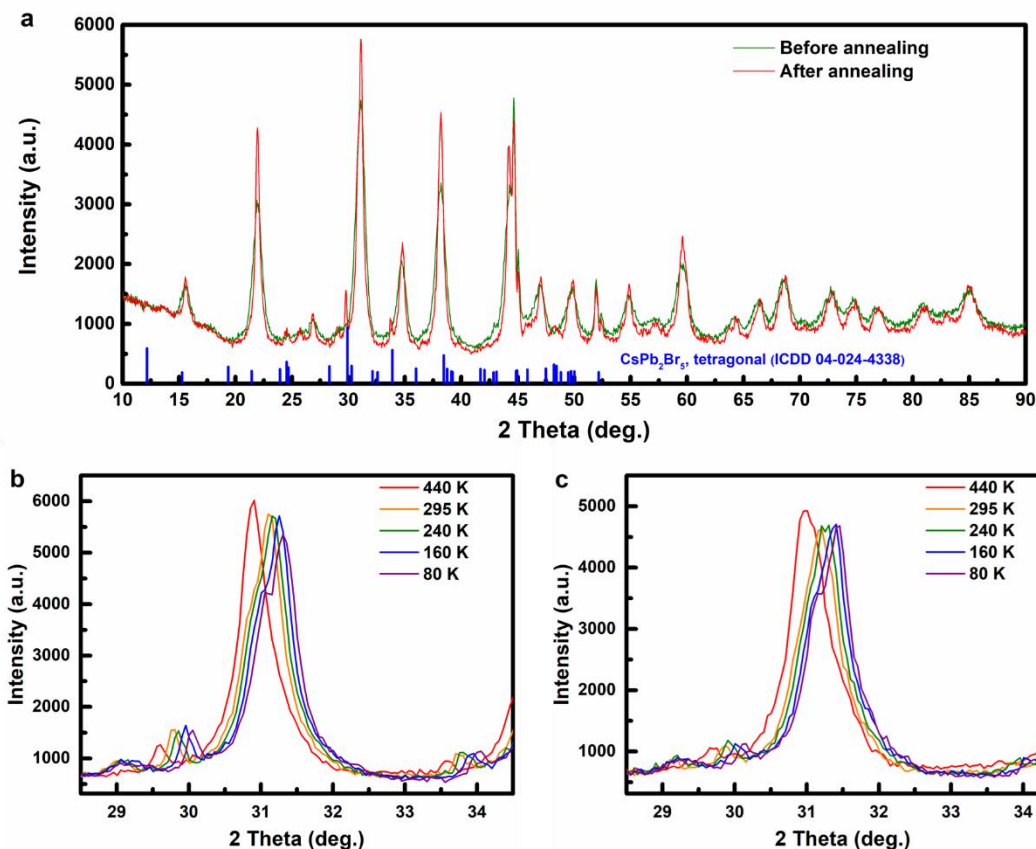 a
6000
5000
4000
3000
2000
1000
0
Intensity (a.u.)
Before annealing
After annealing
CsPb₂Br₅, tetragonal (ICDD 04-024-4338)
10 15 20 25 30 35 40 45 50 55 60 65 70 75 80 85 90
2 Theta (deg.)
b
6000
5000
4000
3000
2000
1000
Intensity (a.u.)
440 K
295 K
240 K
160 K
80 K
29 30 31 32 33 34
2 Theta (deg.)
c
5000
4000
3000
2000
1000
Intensity (a.u.)
440 K
295 K
240 K
160 K
80 K
29 30 31 32 33 34
2 Theta (deg.)